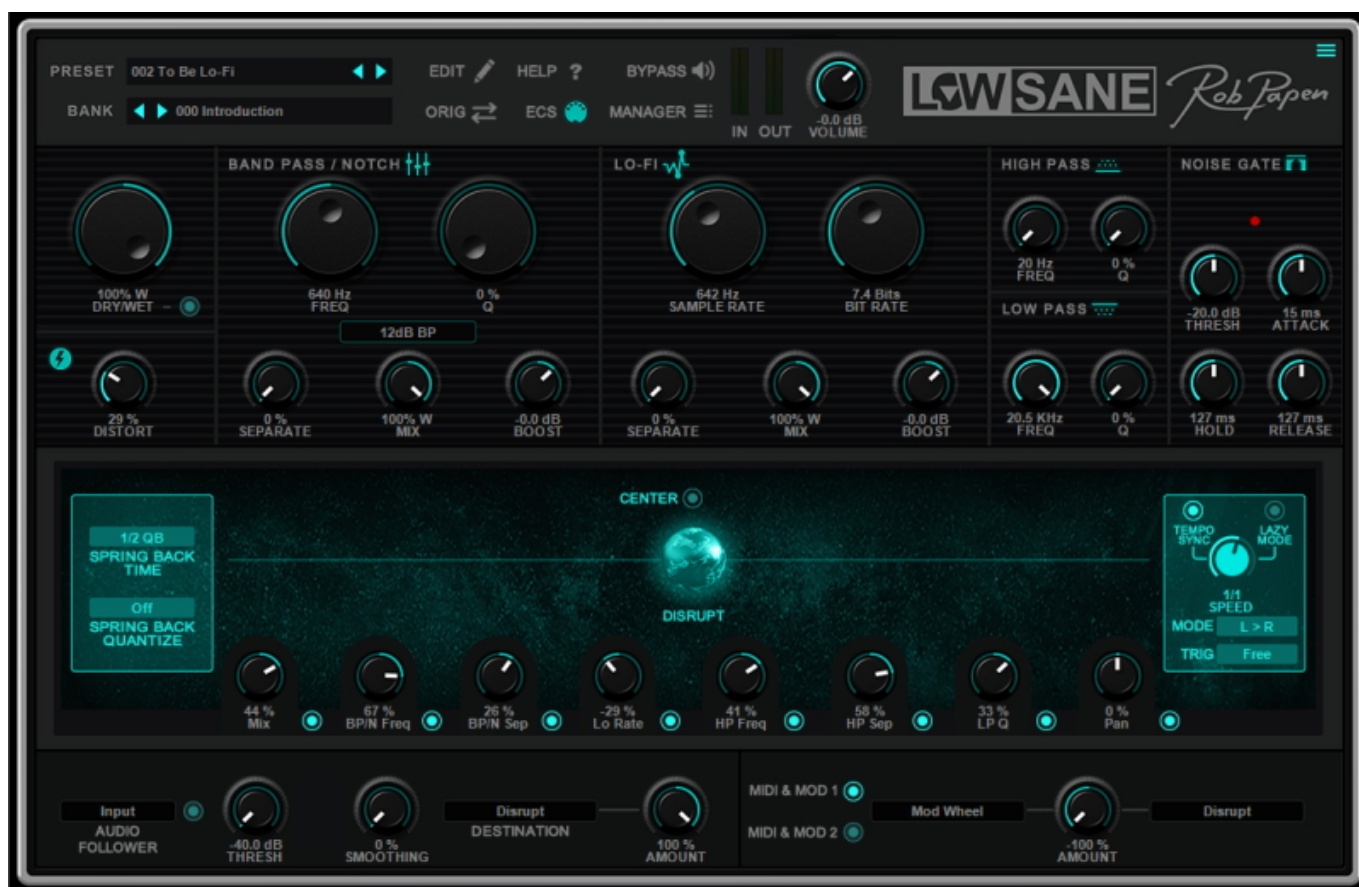 PRESET 002 To Be Lo-Fi
EDIT HELP ? BYPASS
BANK 000 Introduction
ORIG ECS MANAGER
IN OUT
-0.0 dB
VOLUME
LOWSANE
Rob Papen
100% W
DRY/WET
29 %
DISTORT
BAND PASS / NOTCH
640 Hz
FREQ
0 %
Q
12dB BP
0 %
SEPARATE
100% W
MIX
-0.0 dB
BOOST
LO-FI
642 Hz
SAMPLE RATE
7.4 Bits
BIT RATE
0 %
SEPARATE
100% W
MIX
-0.0 dB
BOOST
HIGH PASS
20 Hz
FREQ
0 %
Q
LOW PASS
20.5 KHz
FREQ
0 %
Q
NOISE GATE
-20.0 dB
THRESH
15 ms
ATTACK
127 ms
HOLD
127 ms
RELEASE
1/2 QB
SPRING BACK
TIME
Off
SPRING BACK
QUANTIZE
CENTER
DISRUPT
TEMPO
SYNC
LAZY
MODE
1/1
SPEED
MODE L > R
TRIG Free
44 %
Mix
67 %
BP/N Freq
26 %
BP/N Sep
-29 %
Lo Rate
41 %
HP Freq
58 %
HP Sep
33 %
LP Q
0 %
Pan
Input
AUDIO
FOLLOWER
-40.0 dB
THRESH
0 %
SMOOTHING
Disrupt
DESTINATION
100 %
AMOUNT
MIDI & MOD 1
MIDI & MOD 2
Mod Wheel
-100 %
AMOUNT
Disrupt